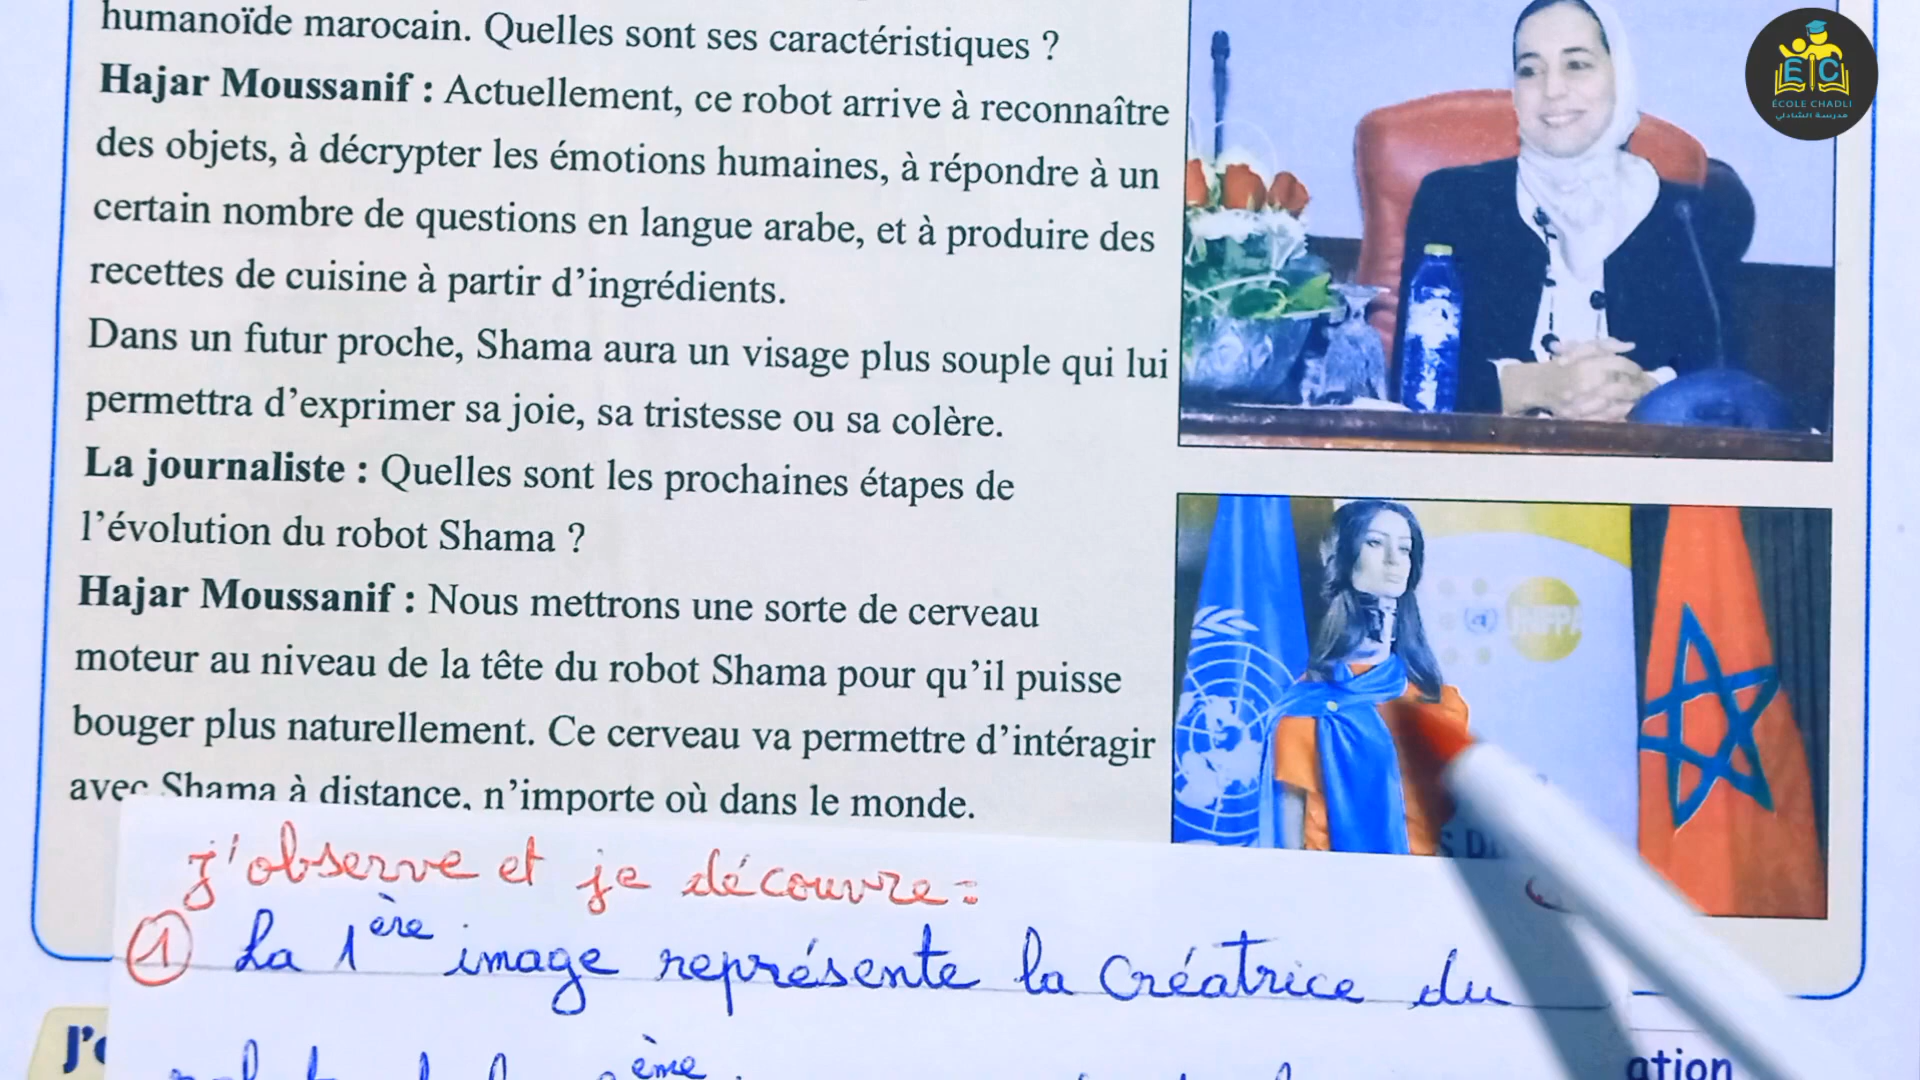 humanoïde marocain. Quelles sont ses caractéristiques ?
Hajar Moussanif : Actuellement, ce robot arrive à reconnaître
des objets, à décrypter les émotions humaines, à répondre à un
certain nombre de questions en langue arabe, et à produire des
recettes de cuisine à partir d'ingrédients.
Dans un futur proche, Shama aura un visage plus souple qui lui
permettra d'exprimer sa joie, sa tristesse ou sa colère.
La journaliste : Quelles sont les prochaines étapes de
l'évolution du robot Shama ?
Hajar Moussanif : Nous mettrons une sorte de cerveau
moteur au niveau de la tête du robot Shama pour qu'il puisse
bouger plus naturellement. Ce cerveau va permettre d'intéragir
avec Shama à distance, n'importe où dans le monde.
j'observe et je découvre :
1 La 1ère image représente la créatrice du
ème
J'
ation
EC
ÉCOLE CHADLI
مدرسة الشاذلي
UNFPA